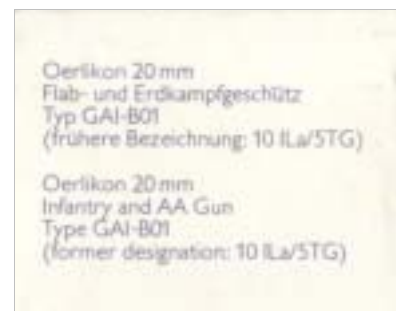 Oerlikon 20 mm
Flab- und Erdkampfgeschütz
Typ GAI-B01
(frühere Bezeichnung: 10 ILa/5TG)
Oerlikon 20 mm
Infantry and AA Gun
Type GAI-B01
(former designation: 10 ILa/5TG)